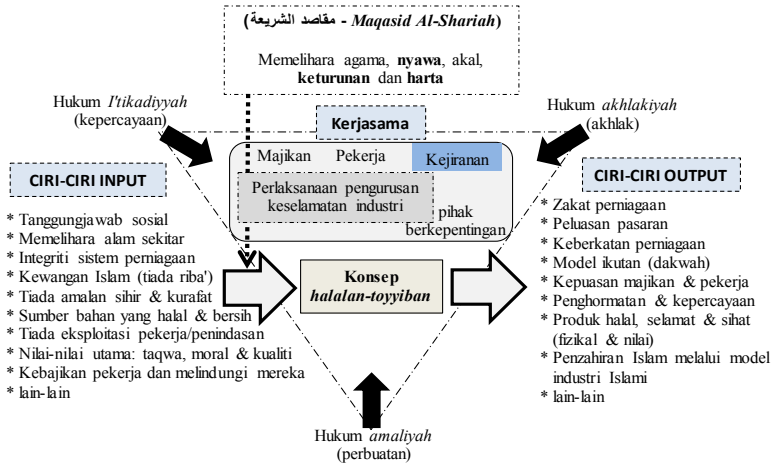 (مقاصد الشريعة - Maqasid Al-Shariah)
Memelihara agama, nyawa, akal,
keturunan dan harta
Hukum I'tikadiyyah
(kepercayaan)
Hukum akhlakiyah
(akhlak)
Kerjasama
Majikan Pekerja Kejiranan
Perlaksanaan pengurusan
keselamatan industri
pihak
berkepentingan
CIRI-CIRI INPUT
* Tanggungjawab sosial
* Memelihara alam sekitar
* Integriti sistem perniagaan
* Kewangan Islam (tiada riba')
* Tiada amalan sihir & kurafat
* Sumber bahan yang halal & bersih
* Tiada eksploitasi pekerja/penindasan
* Nilai-nilai utama: taqwa, moral & kualiti
* Kebajikan pekerja dan melindungi mereka
* lain-lain
Konsep
halalan-toyyiban
CIRI-CIRI OUTPUT
* Zakat perniagaan
* Peluasan pasaran
* Keberkatan perniagaan
* Model ikutan (dakwah)
* Kepuasan majikan & pekerja
* Penghormatan & kepercayaan
* Produk halal, selamat & sihat
(fizikal & nilai)
* Penzahiran Islam melalui model
industri Islami
* lain-lain
Hukum amaliyah
(perbuatan)